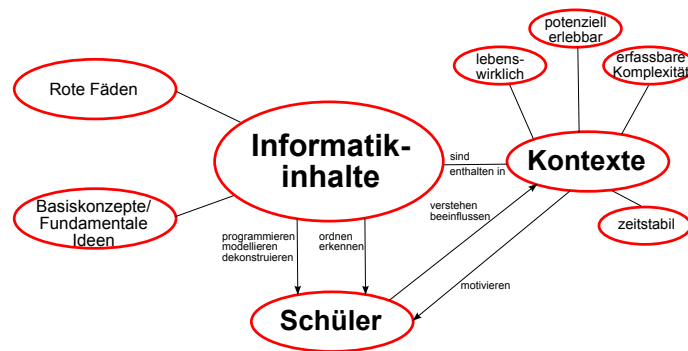 potenziell
erlebbar
lebens-
wirklich
erfassbare
Komplexität
Rote Fäden
Informatik-
inhalte
sind
enthalten in
Kontexte
Basiskonzepte/
Fundamentale
Ideen
verstehen
beeinflussen
zeitstabil
programmieren
modellieren
dekonstruieren
ordnen
erkennen
motivieren
Schüler